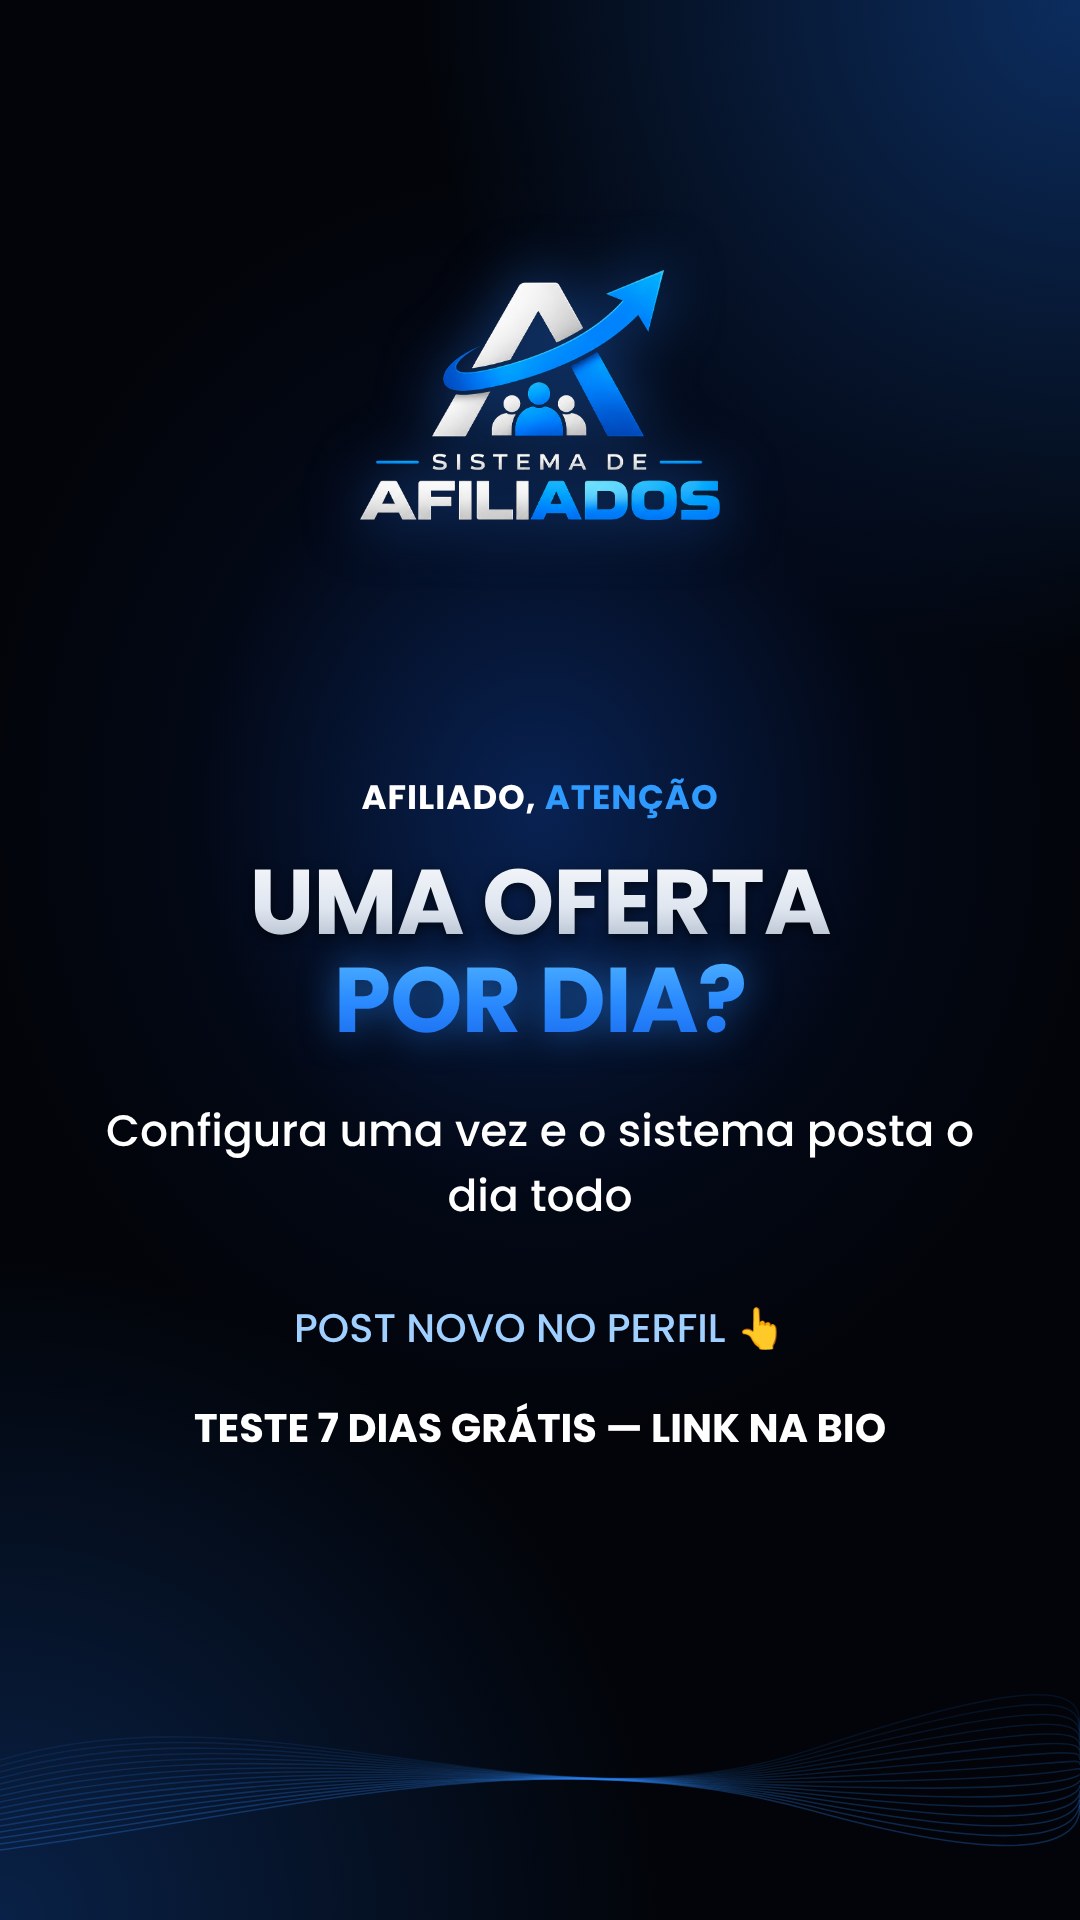 SISTEMA DE
AFILIADOS
AFILIADO, ATENÇÃO
UMA OFERTA
POR DIA?
Configura uma vez e o sistema posta o
dia todo
POST NOVO NO PERFIL 👆
TESTE 7 DIAS GRÁTIS — LINK NA BIO